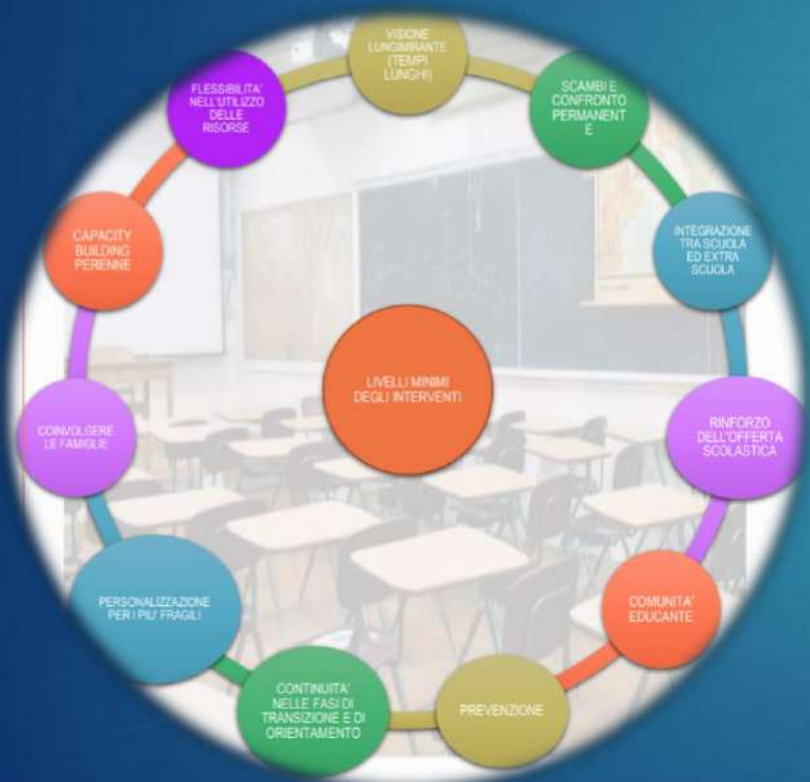 VISIONE
LUNGIMIRANTE
(TEMPI
LUNGHI)
SCAMBI E
CONFRONTO
PERMANENT
E
INTEGRAZIONE
TRA SCUOLA
ED EXTRA
SCUOLA
RINFORZO
DELL'OFFERTA
SCOLASTICA
COMUNITA'
EDUCANTE
PREVENZIONE
CONTINUITA'
NELLE FASI DI
TRANSIZIONE E DI
ORIENTAMENTO
PERSONALIZZAZIONE
PER I PIU' FRAGILI
COINVOLGERE
LE FAMIGLIE
CAPACITY
BUILDING
PERENNE
FLESSIBILITA'
NELL'UTILIZZO
DELLE
RISORSE
LIVELLI MINIMI
DEGLI INTERVENTI